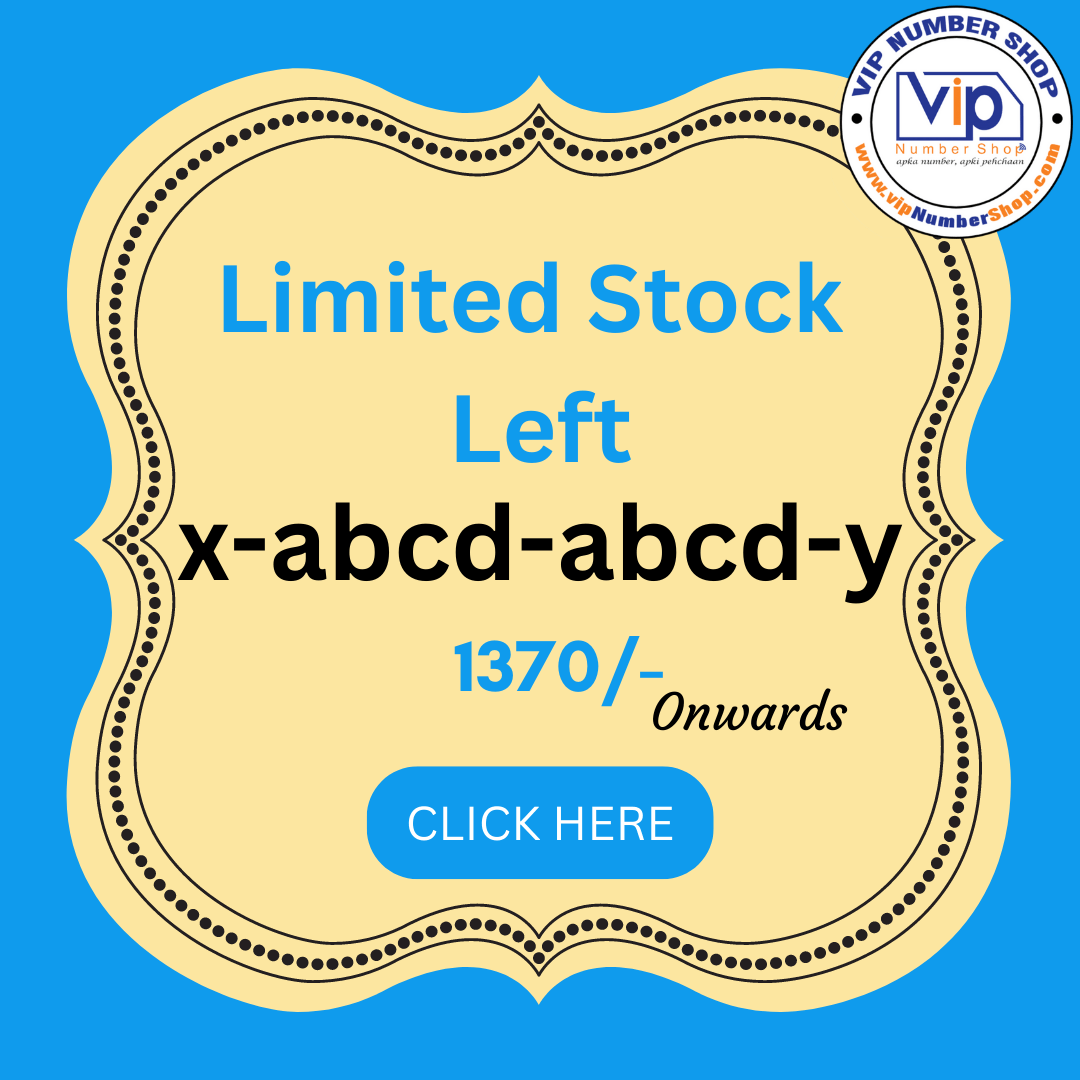 VIP NUMBER SHOP
Vip
Number Shop
apka number, apki pehchaan
www.vipNumberShop.com
Limited Stock
Left
x-abcd-abcd-y
1370/-
Onwards
CLICK HERE